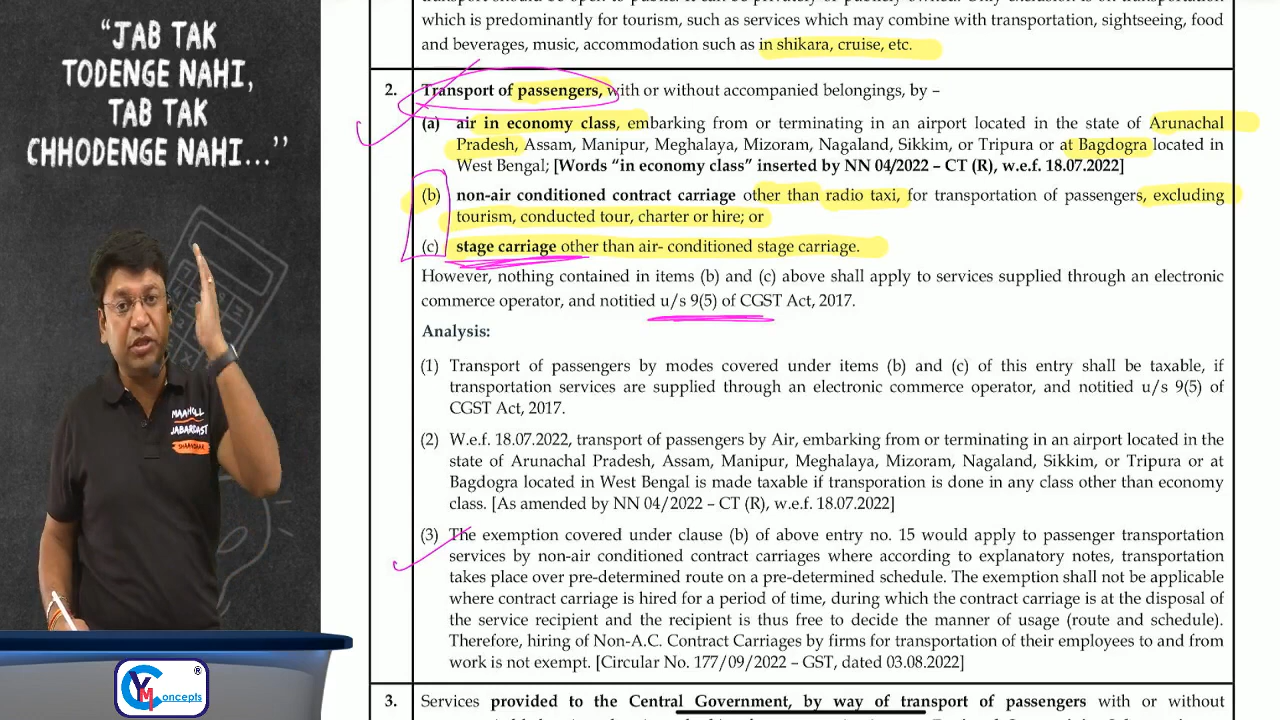 “JAB TAK
TODENGE NAHI,
TAB TAK
CHHODENGE NAHI...’’
MAANOLL
JABARDAST
SHAANDAAR
YM Concepts ®
which is predominantly for tourism, such as services which may combine with transportation, sightseeing, food
and beverages, music, accommodation such as in shikara, cruise, etc.
2. Transport of passengers, with or without accompanied belongings, by –
(a) air in economy class, embarking from or terminating in an airport located in the state of Arunachal
Pradesh, Assam, Manipur, Meghalaya, Mizoram, Nagaland, Sikkim, or Tripura or at Bagdogra located in
West Bengal; [Words “in economy class” inserted by NN 04/2022 – CT (R), w.e.f. 18.07.2022]
(b) non-air conditioned contract carriage other than radio taxi, for transportation of passengers, excluding
tourism, conducted tour, charter or hire; or
(c) stage carriage other than air- conditioned stage carriage.
However, nothing contained in items (b) and (c) above shall apply to services supplied through an electronic
commerce operator, and notitied u/s 9(5) of CGST Act, 2017.
Analysis:
(1) Transport of passengers by modes covered under items (b) and (c) of this entry shall be taxable, if
transportation services are supplied through an electronic commerce operator, and notitied u/s 9(5) of
CGST Act, 2017.
(2) W.e.f. 18.07.2022, transport of passengers by Air, embarking from or terminating in an airport located in the
state of Arunachal Pradesh, Assam, Manipur, Meghalaya, Mizoram, Nagaland, Sikkim, or Tripura or at
Bagdogra located in West Bengal is made taxable if transporation is done in any class other than economy
class. [As amended by NN 04/2022 – CT (R), w.e.f. 18.07.2022]
(3) The exemption covered under clause (b) of above entry no. 15 would apply to passenger transportation
services by non-air conditioned contract carriages where according to explanatory notes, transportation
takes place over pre-determined route on a pre-determined schedule. The exemption shall not be applicable
where contract carriage is hired for a period of time, during which the contract carriage is at the disposal of
the service recipient and the recipient is thus free to decide the manner of usage (route and schedule).
Therefore, hiring of Non-A.C. Contract Carriages by firms for transportation of their employees to and from
work is not exempt. [Circular No. 177/09/2022 – GST, dated 03.08.2022]
3. Services provided to the Central Government, by way of transport of passengers with or without